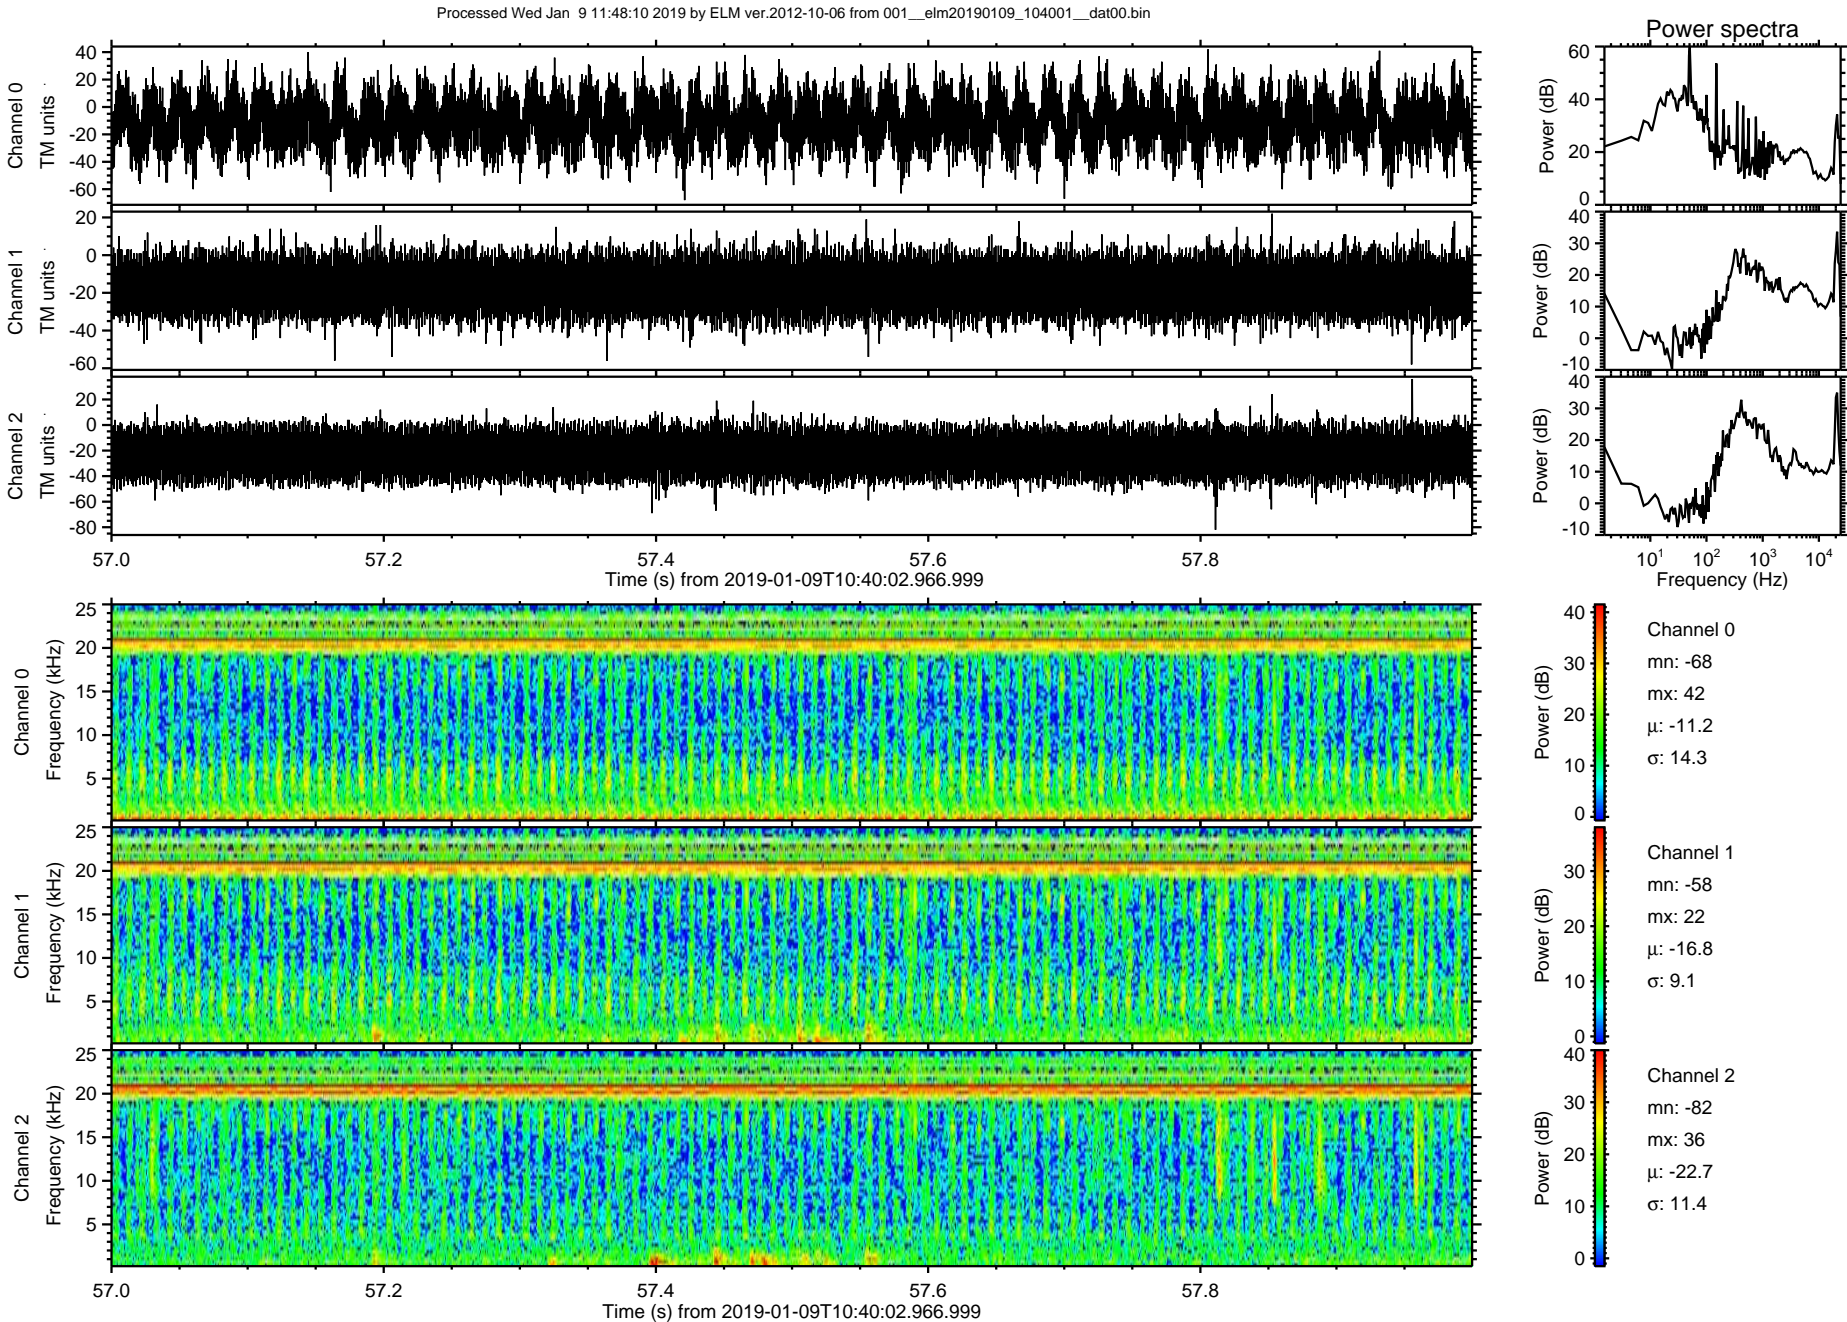 Processed Wed Jan  9 11:48:10 2019 by ELM ver.2012-10-06 from 001__elm20190109_104001__dat00.bin
Power spectra
Channel 0
TM units
40
20
0
-20
-40
-60
Power (dB)
60
40
20
0
Channel 1
TM units
20
0
-20
-40
-60
Power (dB)
40
30
20
10
0
-10
Channel 2
TM units
20
0
-20
-40
-60
-80
Power (dB)
40
30
20
10
0
-10
57.0 57.2 57.4 57.6 57.8
Time (s) from 2019-01-09T10:40:02.966.999
10^1 10^2 10^3 10^4
Frequency (Hz)
Channel 0
Frequency (kHz)
25
20
15
10
5
Power (dB)
40
30
20
10
0
Channel 0
mn: -68
mx: 42
μ: -11.2
σ: 14.3
Channel 1
Frequency (kHz)
25
20
15
10
5
Power (dB)
30
20
10
0
Channel 1
mn: -58
mx: 22
μ: -16.8
σ: 9.1
Channel 2
Frequency (kHz)
25
20
15
10
5
Power (dB)
40
30
20
10
0
Channel 2
mn: -82
mx: 36
μ: -22.7
σ: 11.4
57.0 57.2 57.4 57.6 57.8
Time (s) from 2019-01-09T10:40:02.966.999